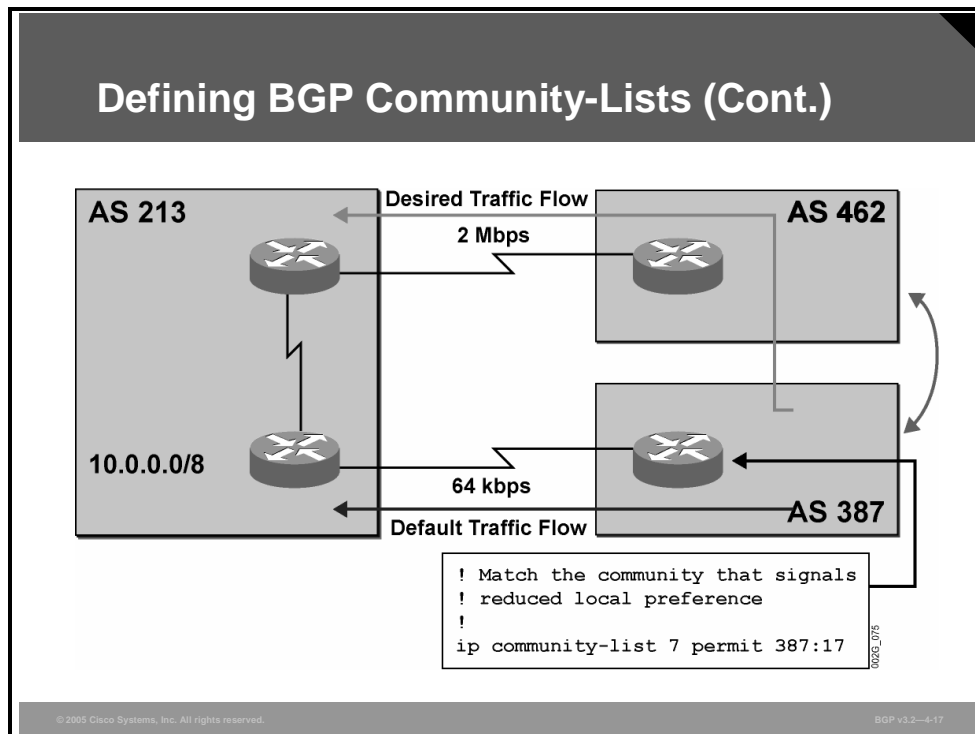 Defining BGP Community-Lists (Cont.)
AS 213
Desired Traffic Flow
AS 462
2 Mbps
10.0.0.0/8
64 kbps
AS 387
Default Traffic Flow
! Match the community that signals
! reduced local preference
!
ip community-list 7 permit 387:17
002G_075
© 2005 Cisco Systems, Inc. All rights reserved.
BGP v3.2—4-17